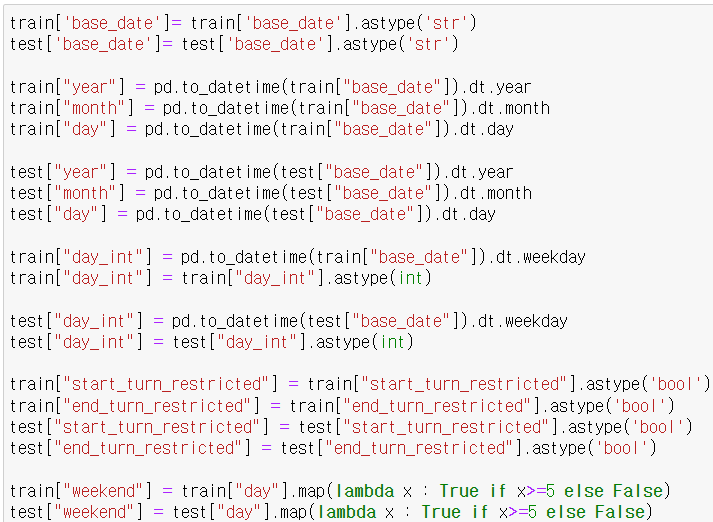 train['base_date']= train['base_date'].astype('str')
test['base_date']= test['base_date'].astype('str')

train["year"] = pd.to_datetime(train["base_date"]).dt.year
train["month"] = pd.to_datetime(train["base_date"]).dt.month
train["day"] = pd.to_datetime(train["base_date"]).dt.day

test["year"] = pd.to_datetime(test["base_date"]).dt.year
test["month"] = pd.to_datetime(test["base_date"]).dt.month
test["day"] = pd.to_datetime(test["base_date"]).dt.day

train["day_int"] = pd.to_datetime(train["base_date"]).dt.weekday
train["day_int"] = train["day_int"].astype(int)

test["day_int"] = pd.to_datetime(test["base_date"]).dt.weekday
test["day_int"] = test["day_int"].astype(int)

train["start_turn_restricted"] = train["start_turn_restricted"].astype('bool')
train["end_turn_restricted"] = train["end_turn_restricted"].astype('bool')
test["start_turn_restricted"] = test["start_turn_restricted"].astype('bool')
test["end_turn_restricted"] = test["end_turn_restricted"].astype('bool')

train["weekend"] = train["day"].map(lambda x : True if x>=5 else False)
test["weekend"] = test["day"].map(lambda x : True if x>=5 else False)